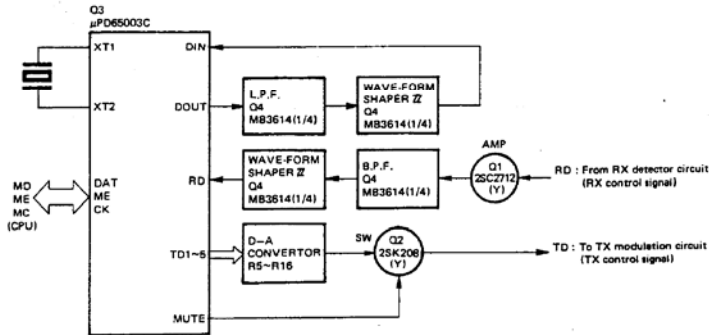 Q3
μPD65003C
XT1
DIN
XT2
DOUT
L.P.F.
Q4
MB3614(1/4)
WAVE-FORM
SHAPER II
Q4
MB3614(1/4)
AMP
RD
WAVE-FORM
SHAPER II
Q4
MB3614(1/4)
B.P.F.
Q4
MB3614(1/4)
Q1
2SC2712
(Y)
RD : From RX detector circuit
(RX control signal)
MD
ME
MC
(CPU)
DAT
ME
CK
TD1~5
D-A
CONVERTOR
R5~R16
SW
Q2
2SK208
(Y)
TD : To TX modulation circuit
(TX control signal)
MUTE